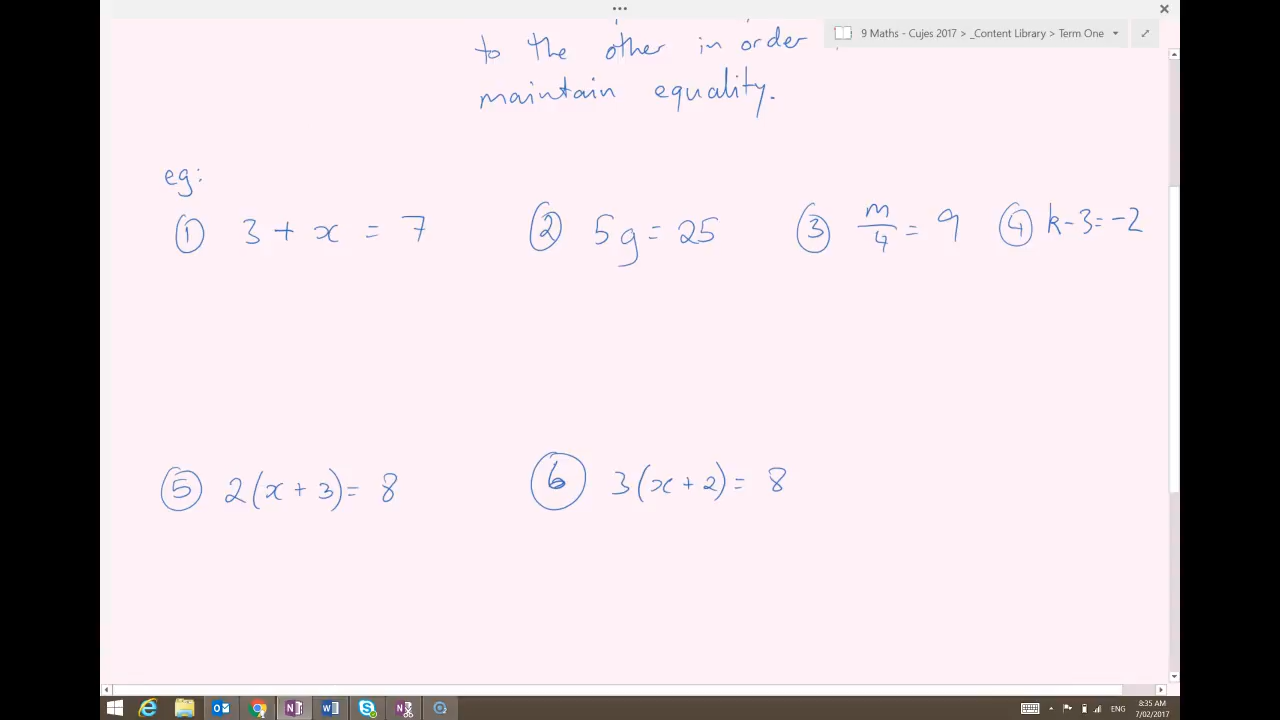 9 Maths - Cujes 2017 > _Content Library > Term One
to the other in order
maintain equality.
eg:
① 3 + x = 7 ② 5g = 25 ③ m/4 = 9 ④ k-3=-2
⑤ 2(x + 3) = 8 ⑥ 3(x + 2) = 8
ENG
8:35 AM
7/02/2017